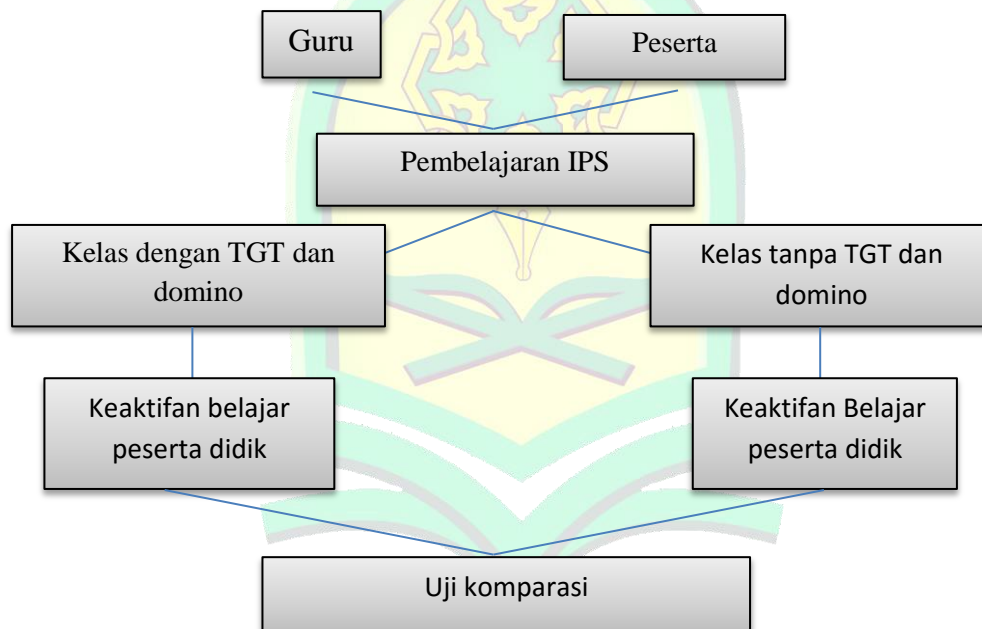 Guru
Peserta
Pembelajaran IPS
Kelas dengan TGT dan
domino
Kelas tanpa TGT dan
domino
Keaktifan belajar
peserta didik
Keaktifan Belajar
peserta didik
Uji komparasi